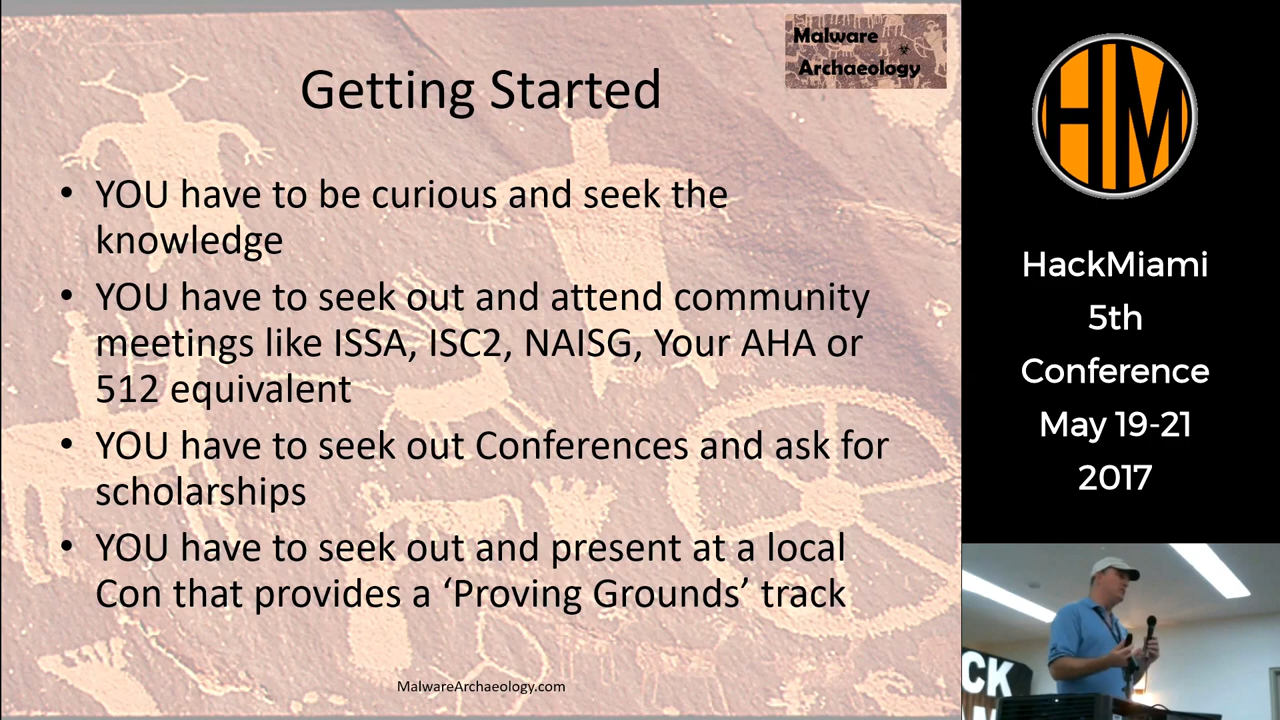 Malware
Archaeology
Getting Started
• YOU have to be curious and seek the
knowledge
• YOU have to seek out and attend community
meetings like ISSA, ISC2, NAISG, Your AHA or
512 equivalent
• YOU have to seek out Conferences and ask for
scholarships
• YOU have to seek out and present at a local
Con that provides a ‘Proving Grounds’ track
MalwareArchaeology.com
HM
HackMiami
5th
Conference
May 19-21
2017
CK